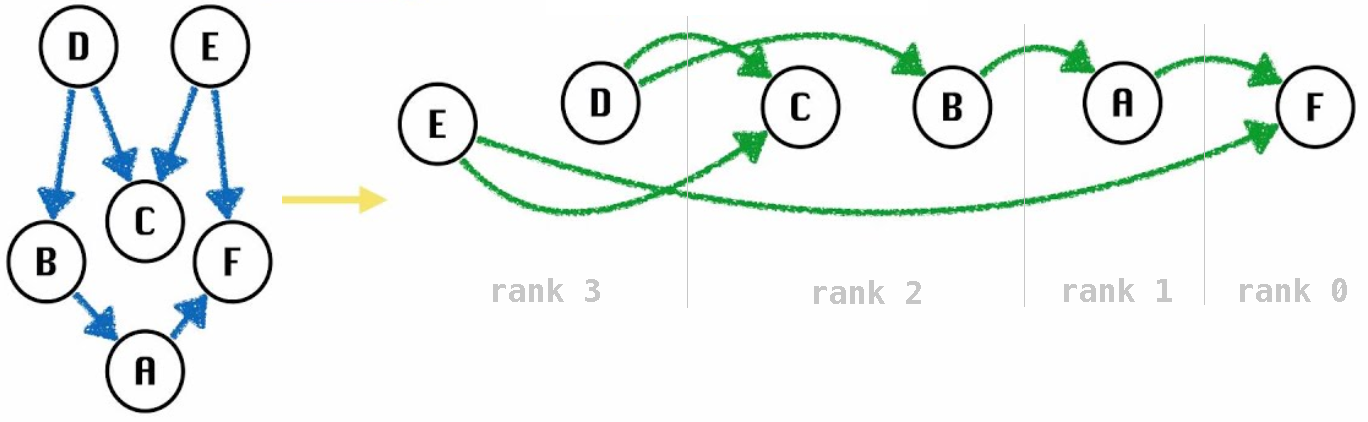 D E
C
B F
A
E D C B A F
rank 3 rank 2 rank 1 rank 0